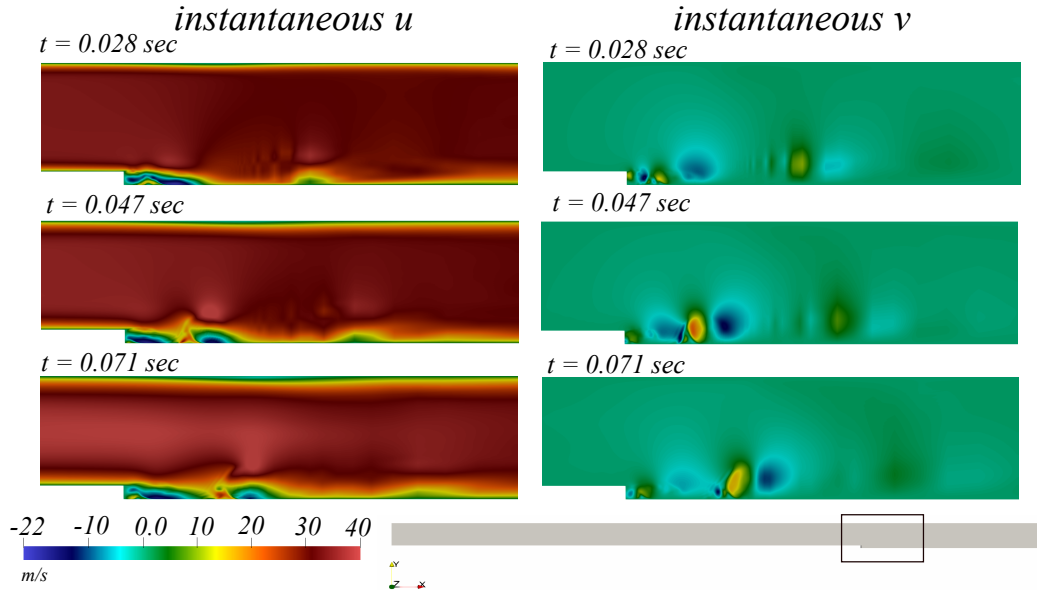 instantaneous u
instantaneous v
t = 0.028 sec
t = 0.028 sec
t = 0.047 sec
t = 0.047 sec
t = 0.071 sec
t = 0.071 sec
-22 -10 0.0 10 20 30 40
m/s
Y
Z X